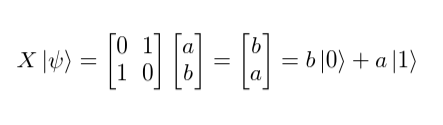 X |ψ⟩ = [0 1; 1 0] [a; b] = [b; a] = b |0⟩ + a |1⟩